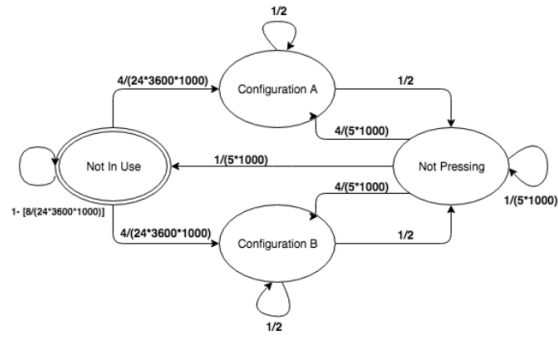 1/2
4/(24*3600*1000)
Configuration A
1/2
4/(5*1000)
Not In Use
1/(5*1000)
Not Pressing
4/(5*1000)
1/(5*1000)
1- [8/(24*3600*1000)]
4/(24*3600*1000)
Configuration B
1/2
1/2